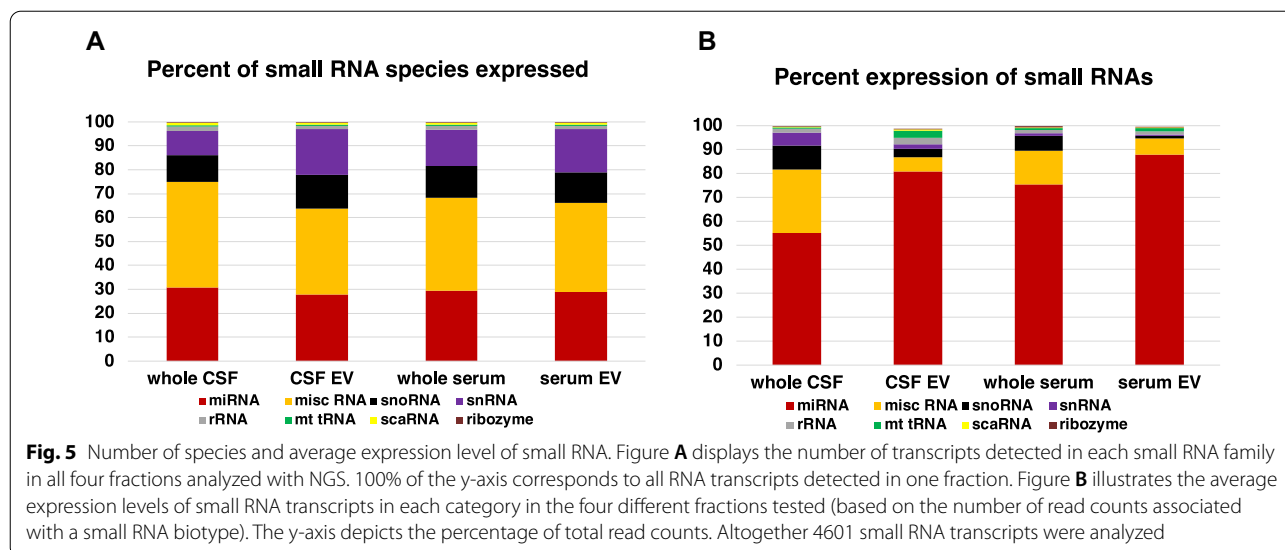 A
Percent of small RNA species expressed
100
90
80
70
60
50
40
30
20
10
0
whole CSF CSF EV whole serum serum EV
miRNA misc RNA snoRNA snRNA
rRNA mt tRNA scaRNA ribozyme
B
Percent expression of small RNAs
100
90
80
70
60
50
40
30
20
10
0
whole CSF CSF EV whole serum serum EV
miRNA misc RNA snoRNA snRNA
rRNA mt tRNA scaRNA ribozyme
Fig. 5 Number of species and average expression level of small RNA. Figure A displays the number of transcripts detected in each small RNA family
in all four fractions analyzed with NGS. 100% of the y-axis corresponds to all RNA transcripts detected in one fraction. Figure B illustrates the average
expression levels of small RNA transcripts in each category in the four different fractions tested (based on the number of read counts associated
with a small RNA biotype). The y-axis depicts the percentage of total read counts. Altogether 4601 small RNA transcripts were analyzed